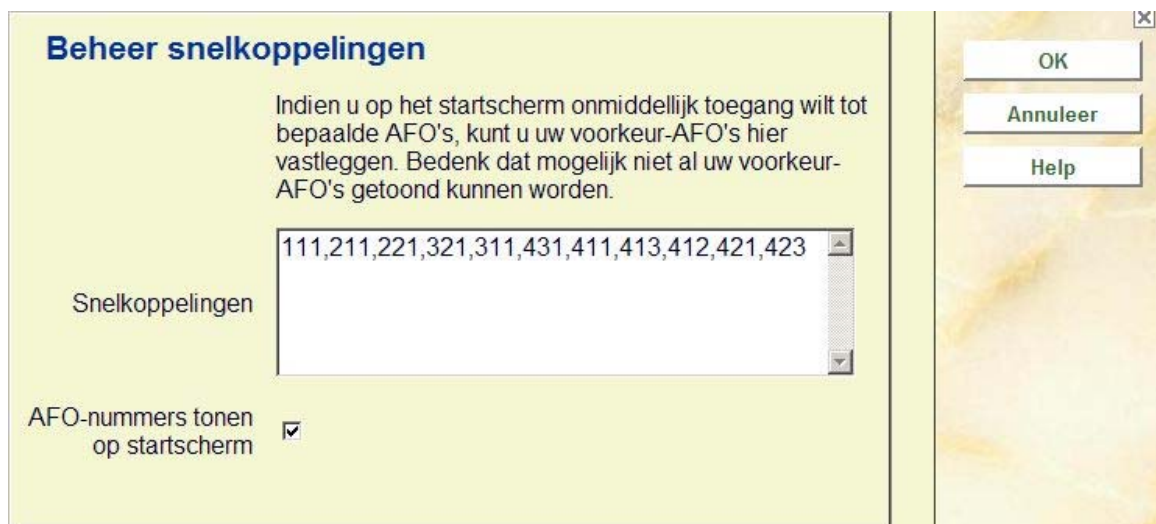 Beheer snelkoppelingen
Indien u op het startscherm onmiddellijk toegang wilt tot
bepaalde AFO's, kunt u uw voorkeur-AFO's hier
vastleggen. Bedenk dat mogelijk niet al uw voorkeur-
AFO's getoond kunnen worden.
Snelkoppelingen
111,211,221,321,311,431,411,413,412,421,423
AFO-nummers tonen
op startscherm
OK
Annuleer
Help